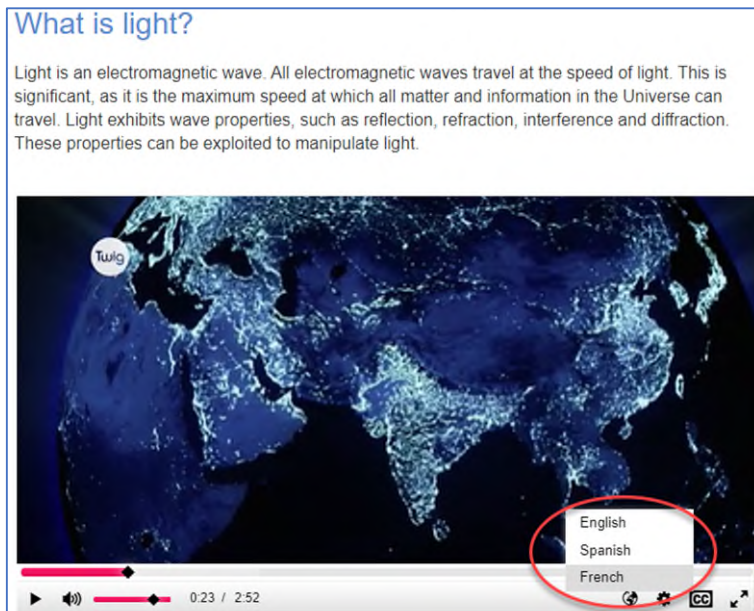 What is light?
Light is an electromagnetic wave. All electromagnetic waves travel at the speed of light. This is
significant, as it is the maximum speed at which all matter and information in the Universe can
travel. Light exhibits wave properties, such as reflection, refraction, interference and diffraction.
These properties can be exploited to manipulate light.
Twig
English
Spanish
French
0:23 / 2:52
CC